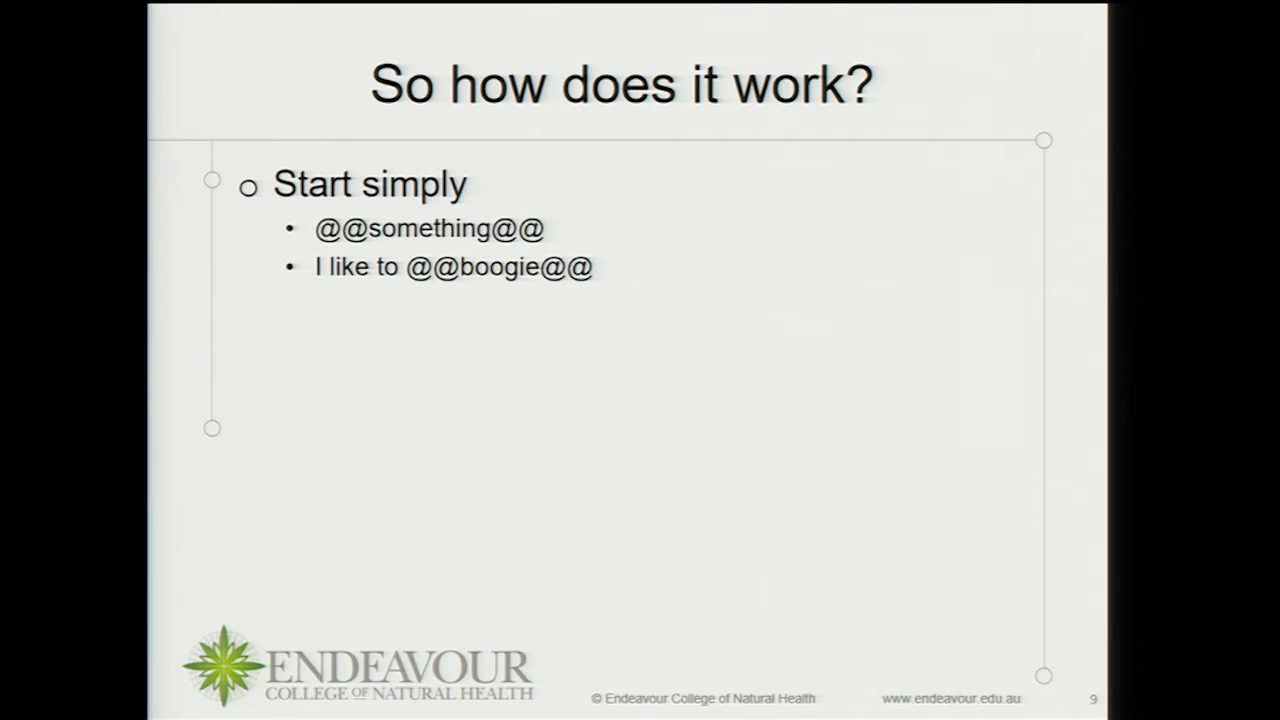 So how does it work?
o Start simply
• @@something@@
• I like to @@boogie@@
ENDEAVOUR
COLLEGE OF NATURAL HEALTH
© Endeavour College of Natural Health
www.endeavour.edu.au
9